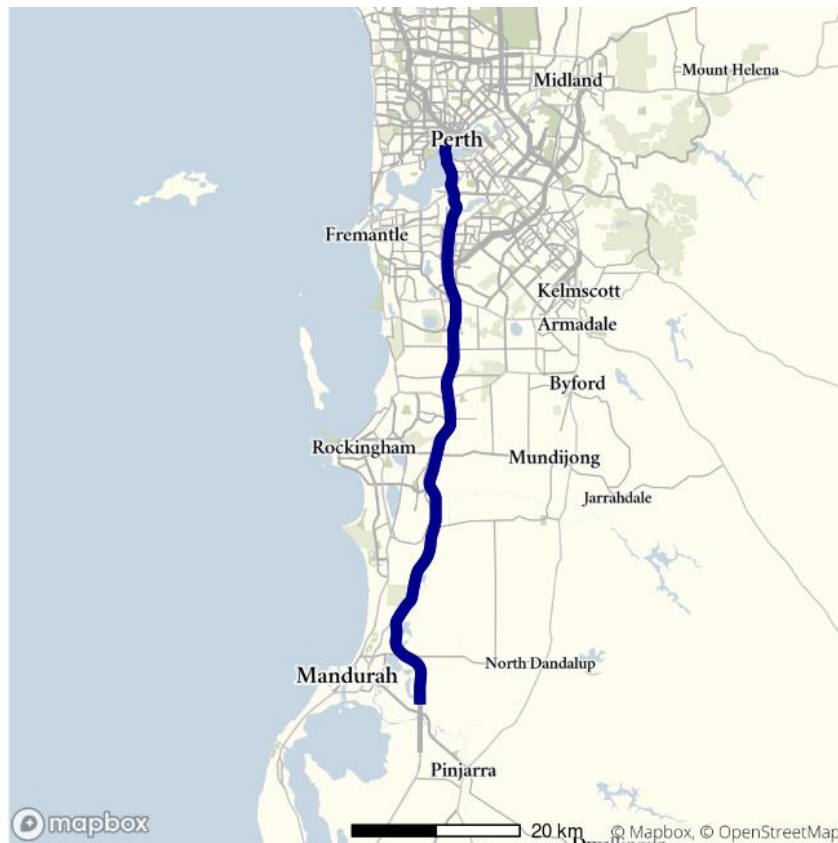 Midland
Mount Helena
Perth
Fremantle
Kelmscott
Armadale
Byford
Rockingham
Mundijong
Jarrahdale
North Dandalup
Mandurah
Pinjarra
mapbox
20 km
© Mapbox, © OpenStreetMap